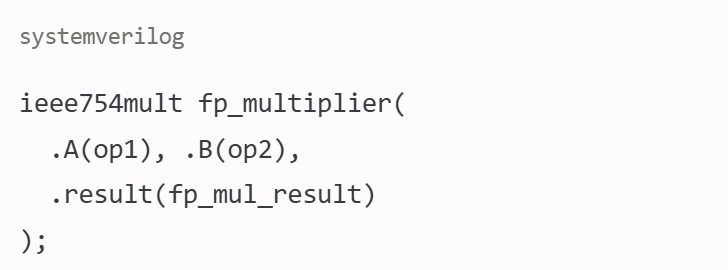 systemverilog
ieee754mult fp_multiplier(
  .A(op1), .B(op2),
  .result(fp_mul_result)
);